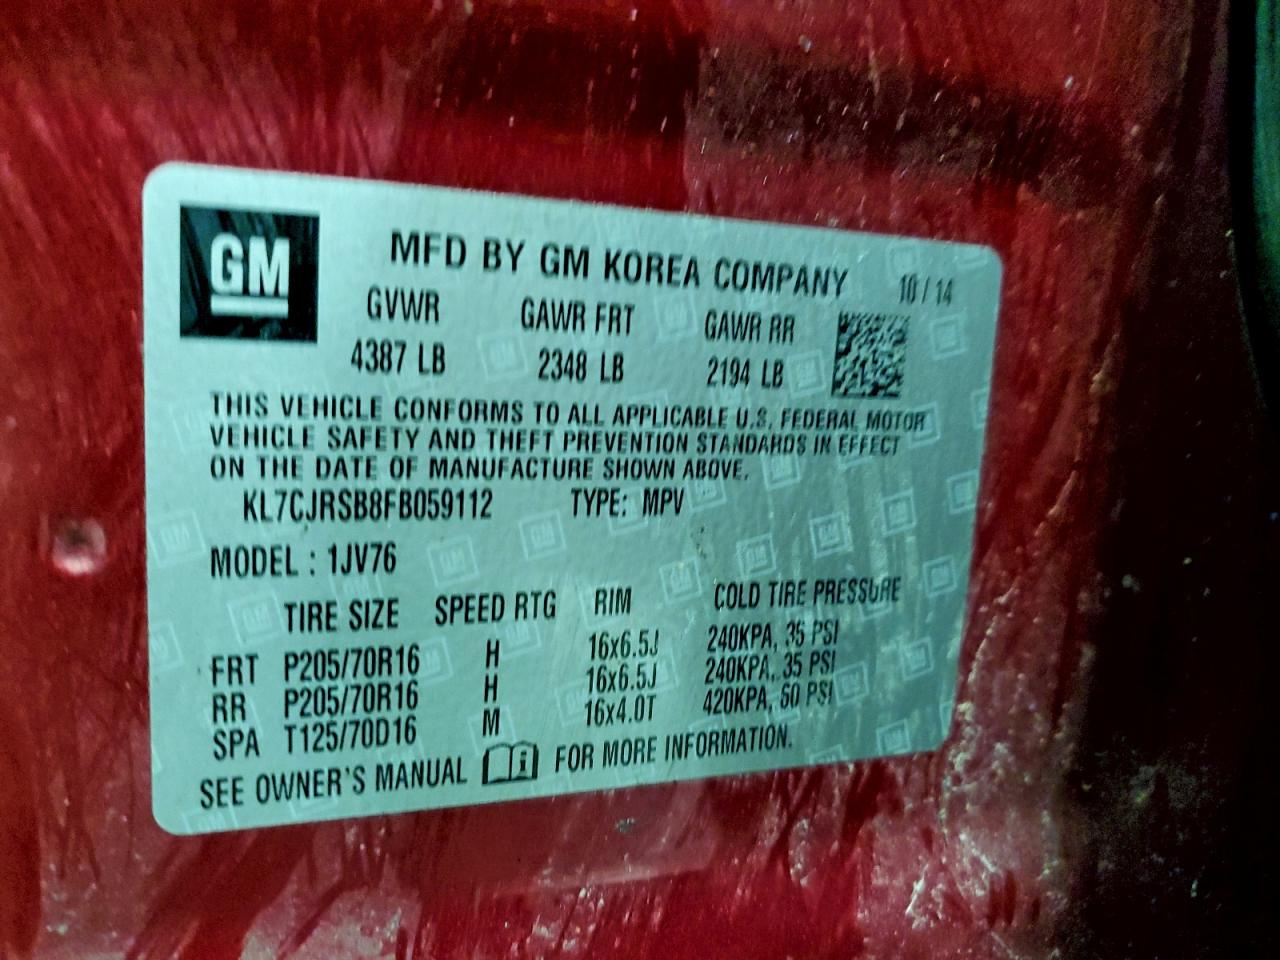 GM
MFD BY GM KOREA COMPANY 10 / 14
GVWR GAWR FRT GAWR RR
4387 LB 2348 LB 2194 LB
THIS VEHICLE CONFORMS TO ALL APPLICABLE U.S. FEDERAL MOTOR
VEHICLE SAFETY AND THEFT PREVENTION STANDARDS IN EFFECT
ON THE DATE OF MANUFACTURE SHOWN ABOVE.
KL7CJRSB8FB059112 TYPE: MPV
MODEL : 1JV76
TIRE SIZE SPEED RTG RIM COLD TIRE PRESSURE
FRT P205/70R16 H 16x6.5J 240KPA, 35 PSI
RR P205/70R16 H 16x6.5J 240KPA, 35 PSI
SPA T125/70D16 M 16x4.0T 420KPA, 60 PSI
SEE OWNER'S MANUAL FOR MORE INFORMATION.